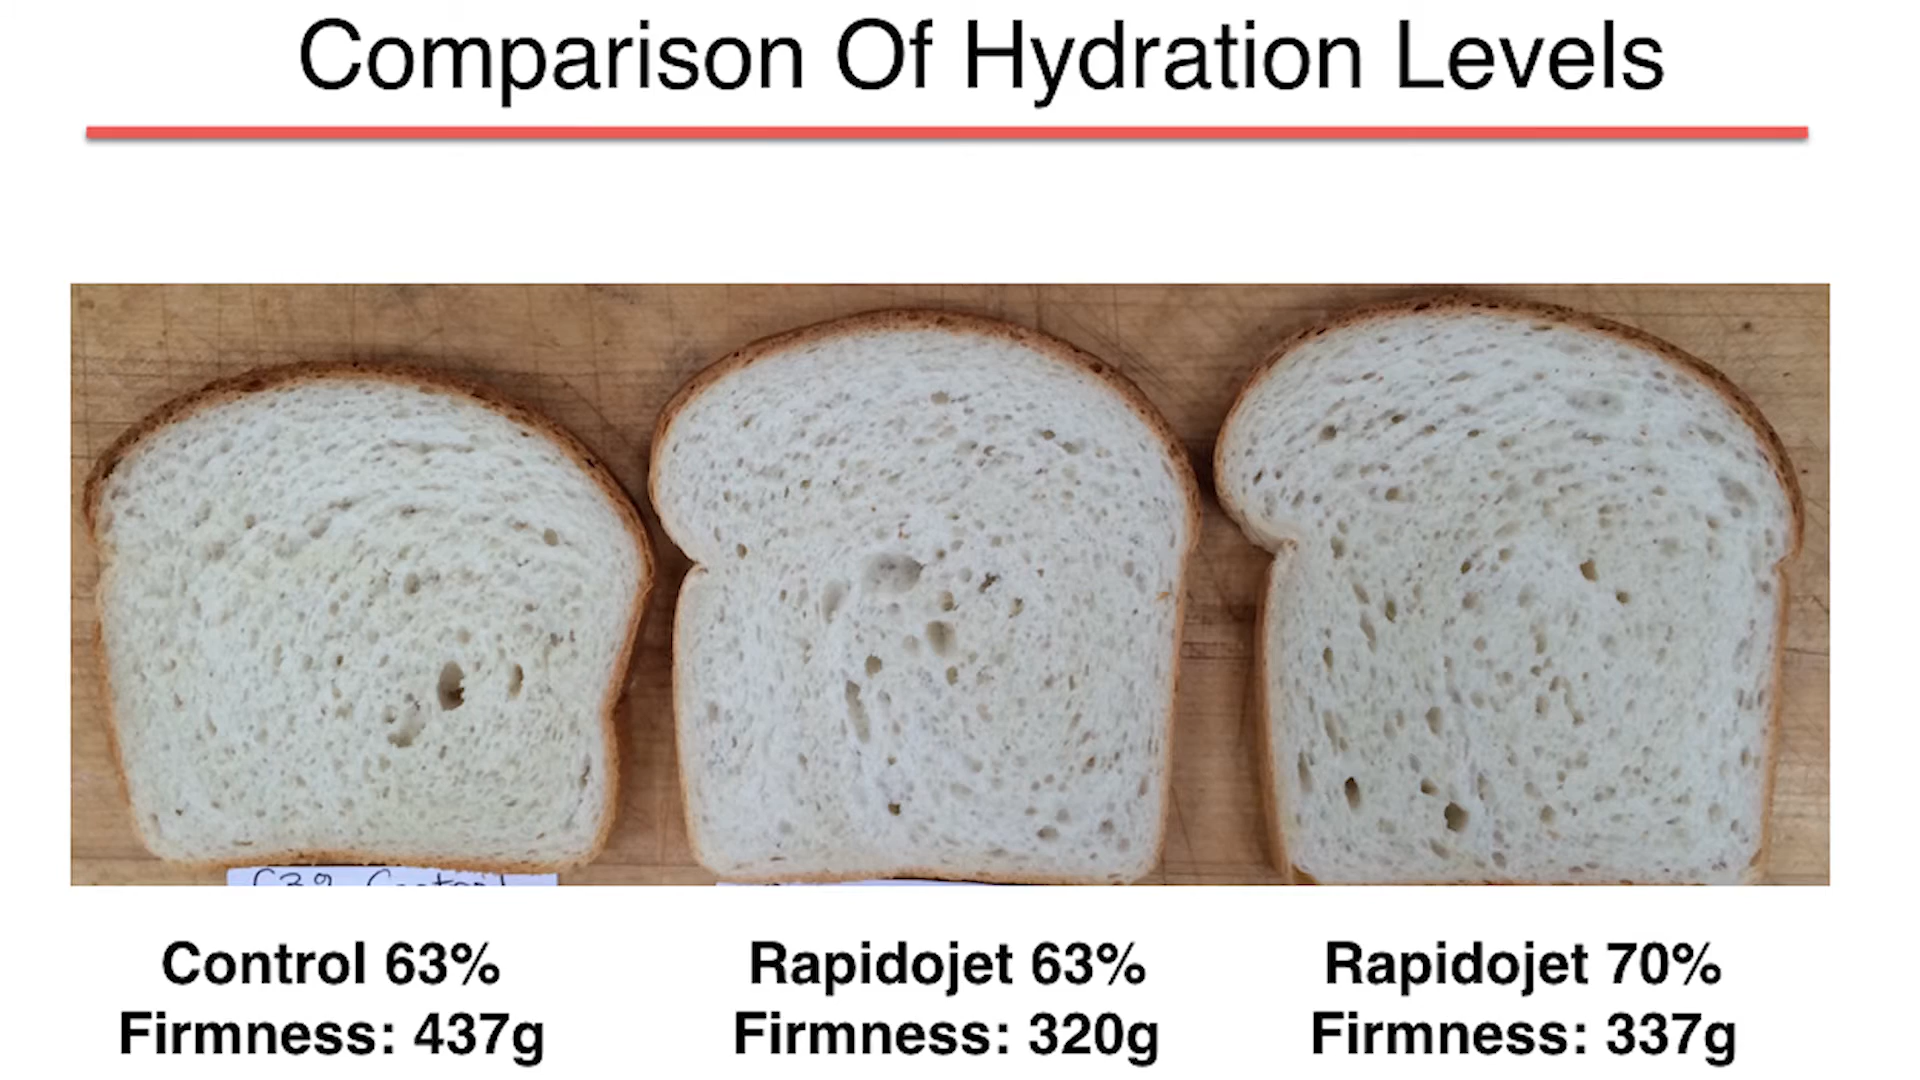 Comparison Of Hydration Levels
Control 63%
Firmness: 437g
Rapidojet 63%
Firmness: 320g
Rapidojet 70%
Firmness: 337g